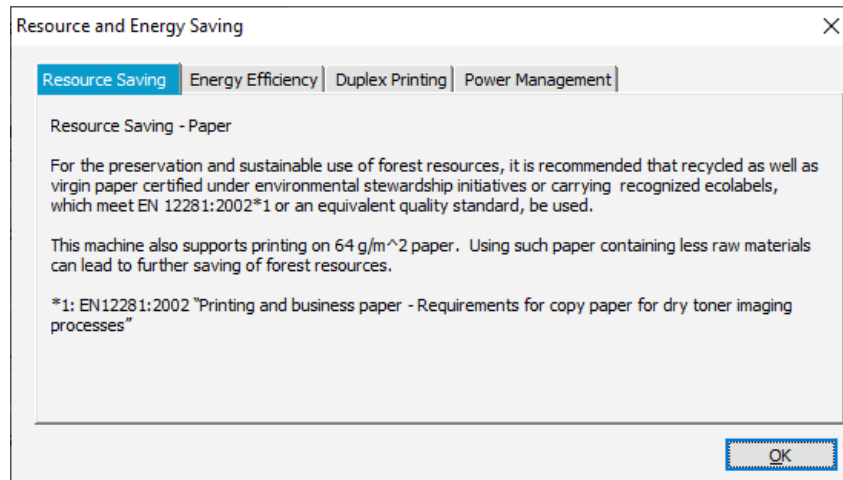 Resource and Energy Saving
Resource Saving
Energy Efficiency
Duplex Printing
Power Management
Resource Saving - Paper
For the preservation and sustainable use of forest resources, it is recommended that recycled as well as
virgin paper certified under environmental stewardship initiatives or carrying  recognized ecolabels,
which meet EN 12281:2002*1 or an equivalent quality standard, be used.
This machine also supports printing on 64 g/m^2 paper.  Using such paper containing less raw materials
can lead to further saving of forest resources.
*1: EN12281:2002 “Printing and business paper - Requirements for copy paper for dry toner imaging
processes”
OK